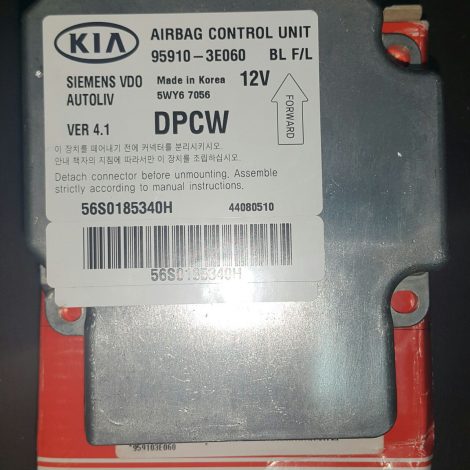 KIA
AIRBAG CONTROL UNIT
95910-3E060 BL F/L
SIEMENS VDO
AUTOLIV
Made in Korea
5WY6 7056
12V
FORWARD
VER 4.1
DPCW
이 장치를 떼어내기 전에 커넥터를 분리시키시오.
안내 책자의 지침에 따라서만 이 장치를 조립하십시오.
Detach connector before unmounting. Assemble
strictly according to manual instructions.
56S0185340H 44080510
56S0185340H
*959103E060